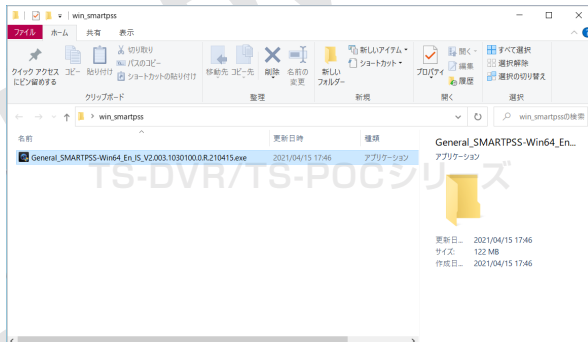 win_smartpss
ファイル ホーム 共有 表示
クイック アクセス
にピン留めする
コピー
貼り付け
切り取り
パスのコピー
ショートカットの貼り付け
移動先
コピー先
削除
名前の
変更
新しい
フォルダー
新しいアイテム
ショートカット
プロパティ
開く
編集
履歴
すべて選択
選択解除
選択の切り替え
クリップボード 整理 新規 開く 選択
win_smartpss
win_smartpssの検索
名前 更新日時 種類
General_SMARTPSS-Win64_En_IS_V2.003.1030100.0.R.210415.exe 2021/04/15 17:46 アプリケーション
General_SMARTPSS-Win64_En...
アプリケーション
更新日... 2021/04/15 17:46
サイズ: 122 MB
作成日... 2021/04/15 17:46
TS-DVR/TS-POCシリーズ